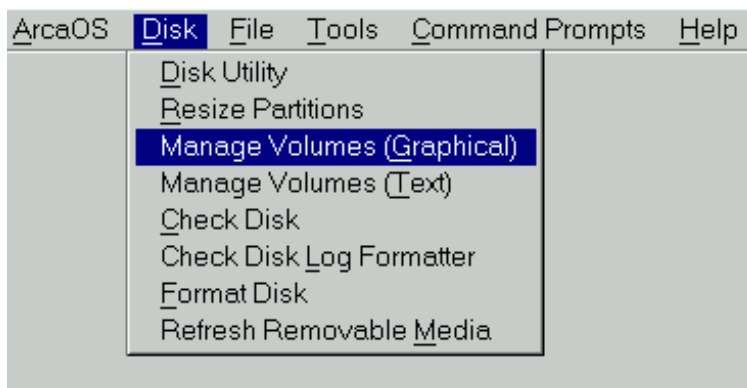 ArcaOS Disk File Tools Command Prompts Help
Disk Utility
Resize Partitions
Manage Volumes (Graphical)
Manage Volumes (Text)
Check Disk
Check Disk Log Formatter
Format Disk
Refresh Removable Media